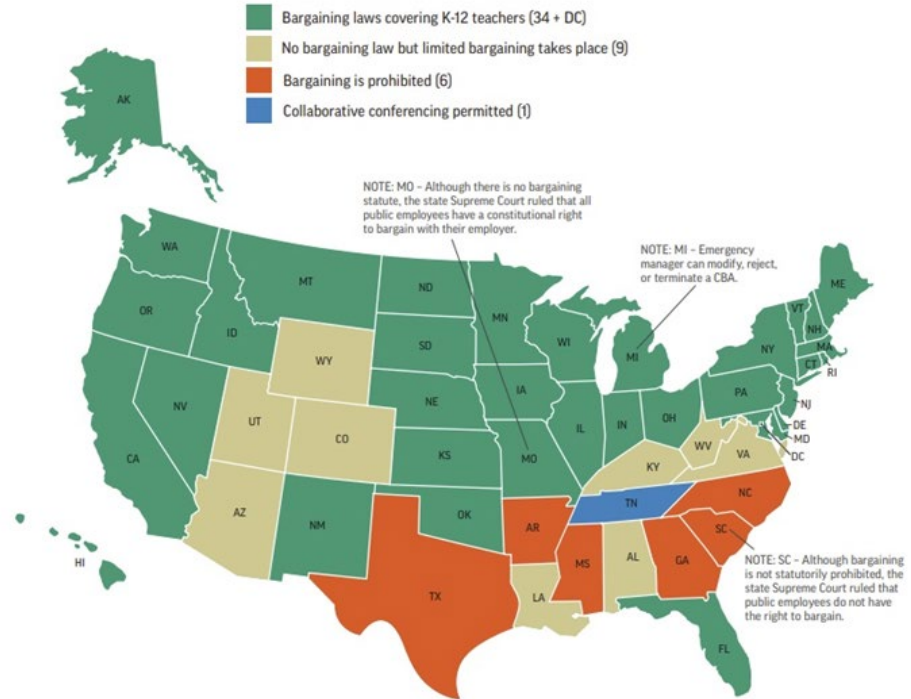 Bargaining laws covering K-12 teachers (34 + DC)
No bargaining law but limited bargaining takes place (9)
Bargaining is prohibited (6)
Collaborative conferencing permitted (1)
AK
NOTE: MO – Although there is no bargaining
statute, the state Supreme Court ruled that all
public employees have a constitutional right
to bargain with their employer.
NOTE: MI – Emergency
manager can modify, reject,
or terminate a CBA.
WA
MT
ND
MN
ME
OR
ID
SD
WI
MI
VT
NH
NY
MA
CT
RI
WY
IA
PA
NV
NE
NJ
UT
CO
IL
IN
OH
DE
MD
DC
CA
KS
MO
WV
VA
KY
AZ
NM
OK
AR
TN
NC
SC
HI
TX
LA
MS
AL
GA
NOTE: SC – Although bargaining
is not statutorily prohibited, the
state Supreme Court ruled that
public employees do not have
the right to bargain.
FL